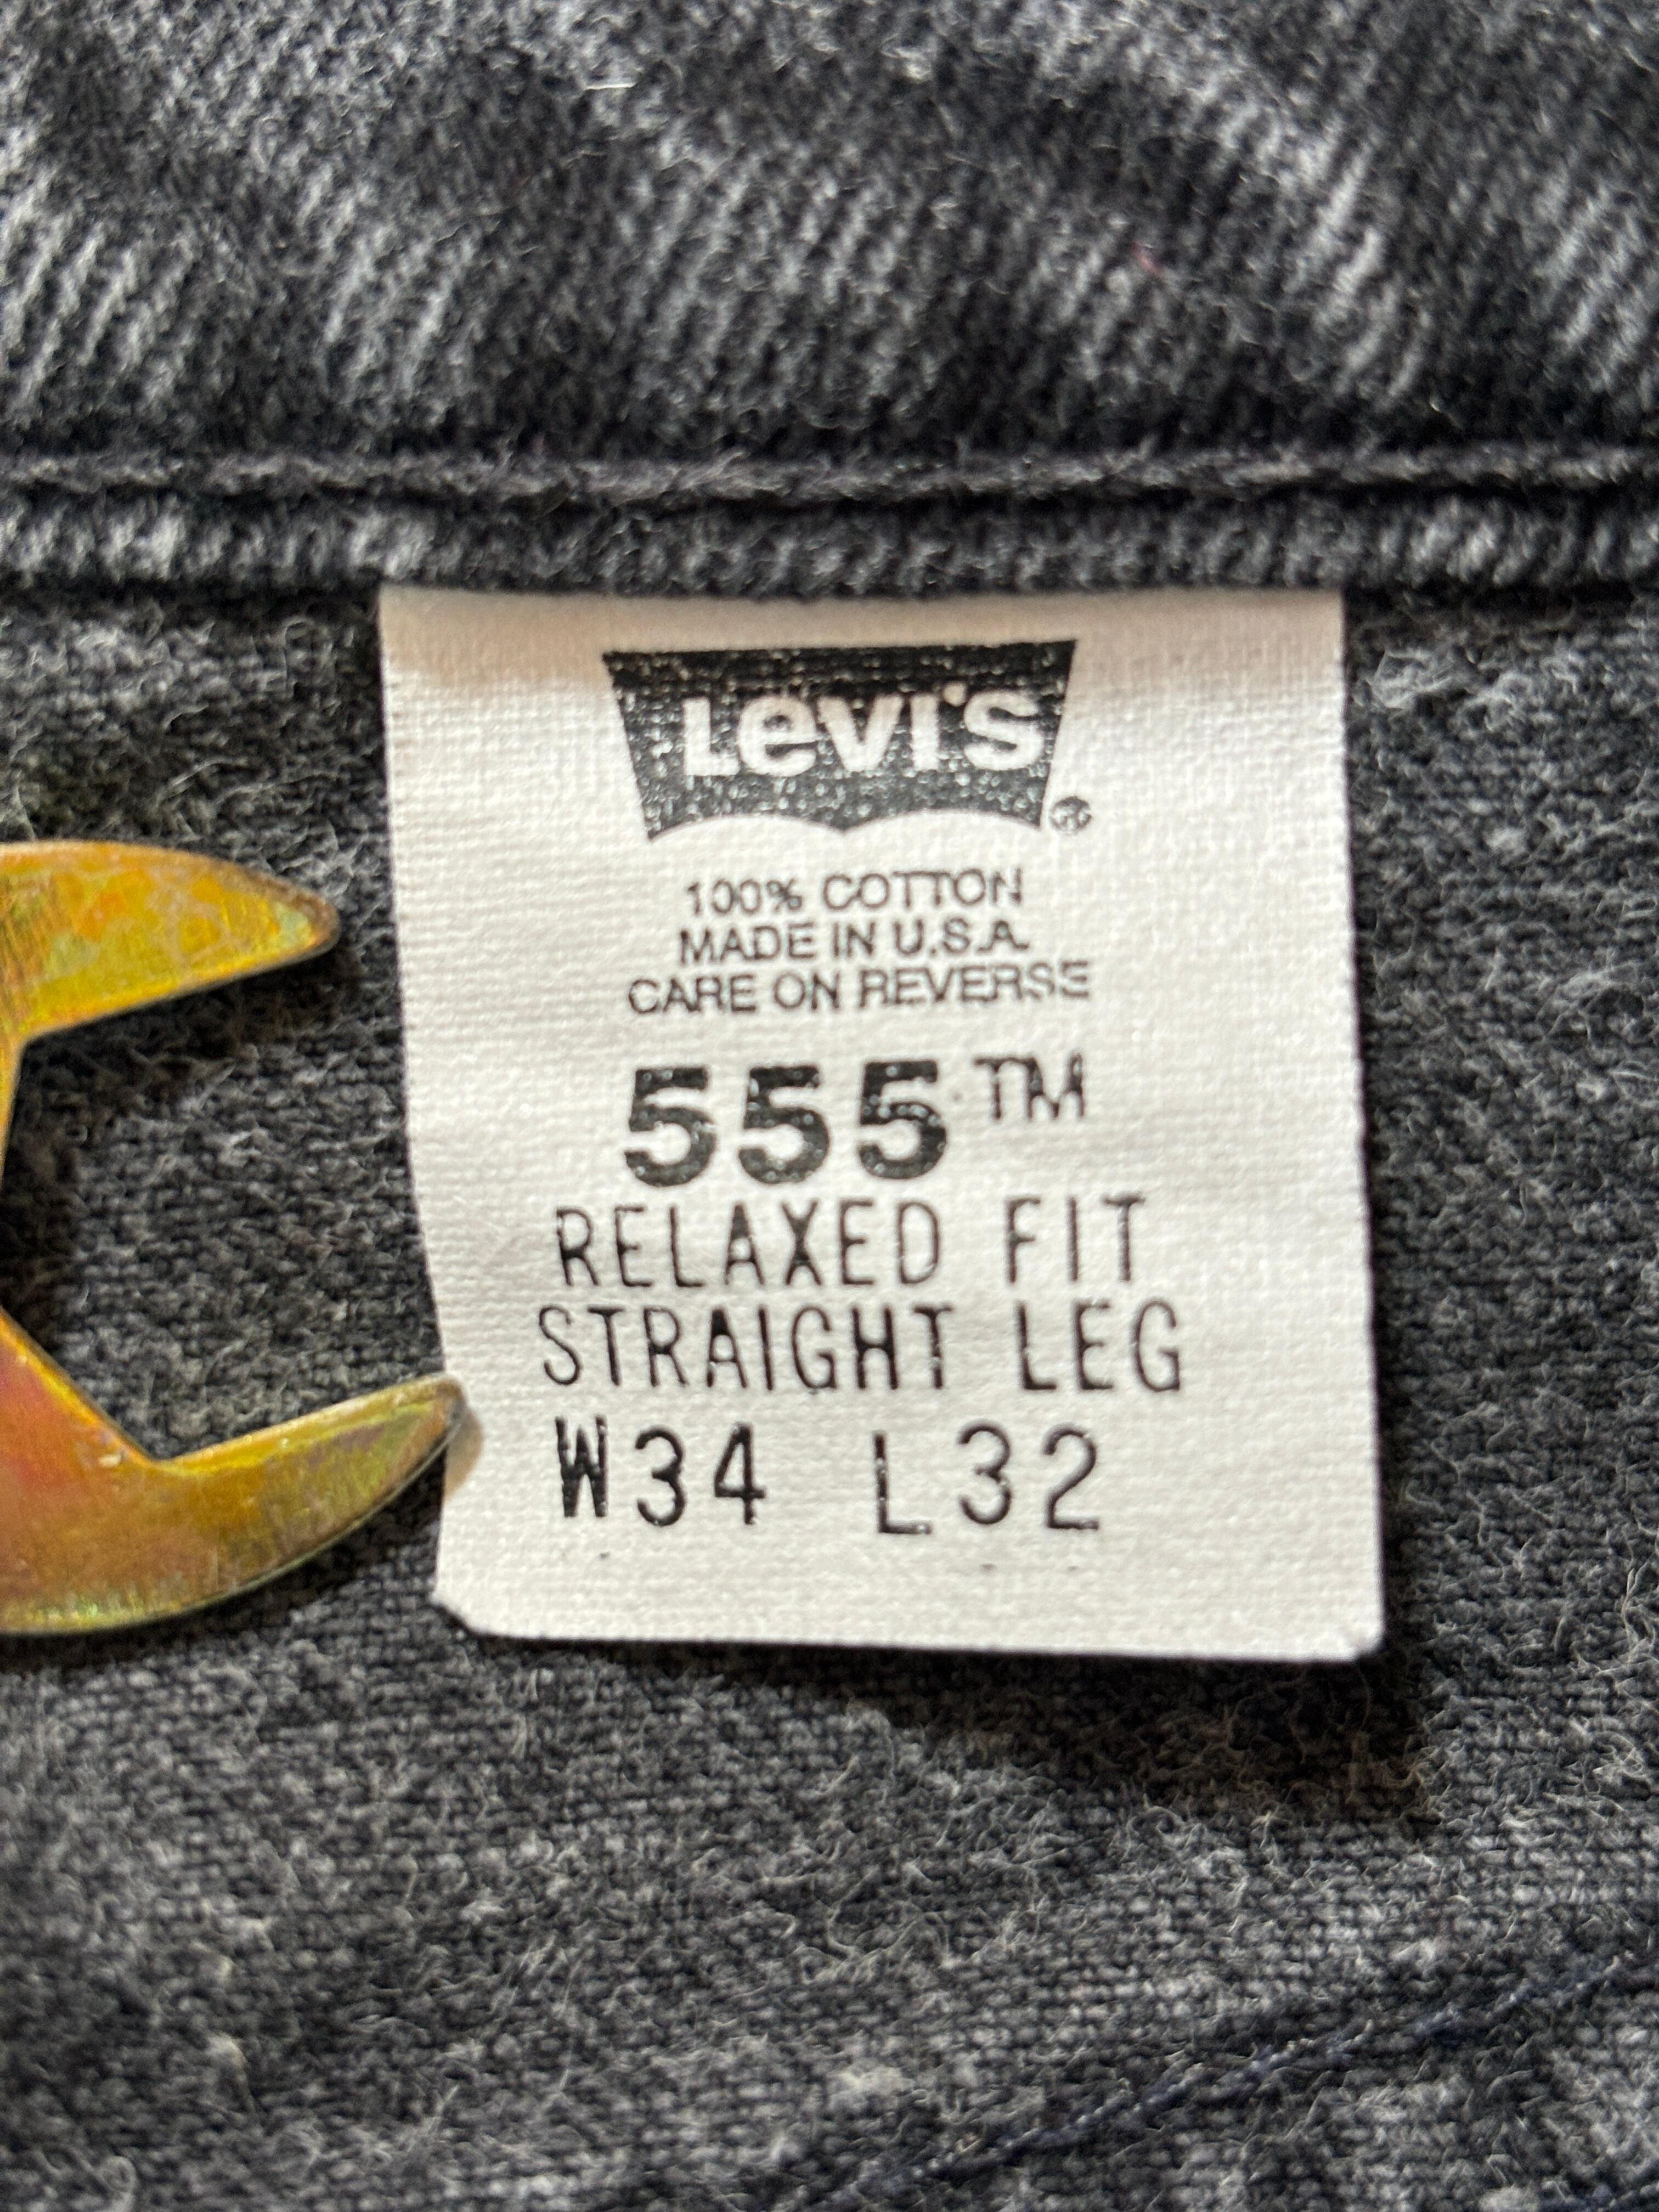 Levi's
®
100% COTTON
MADE IN U.S.A.
CARE ON REVERSE
555™
RELAXED FIT
STRAIGHT LEG
W34 L32